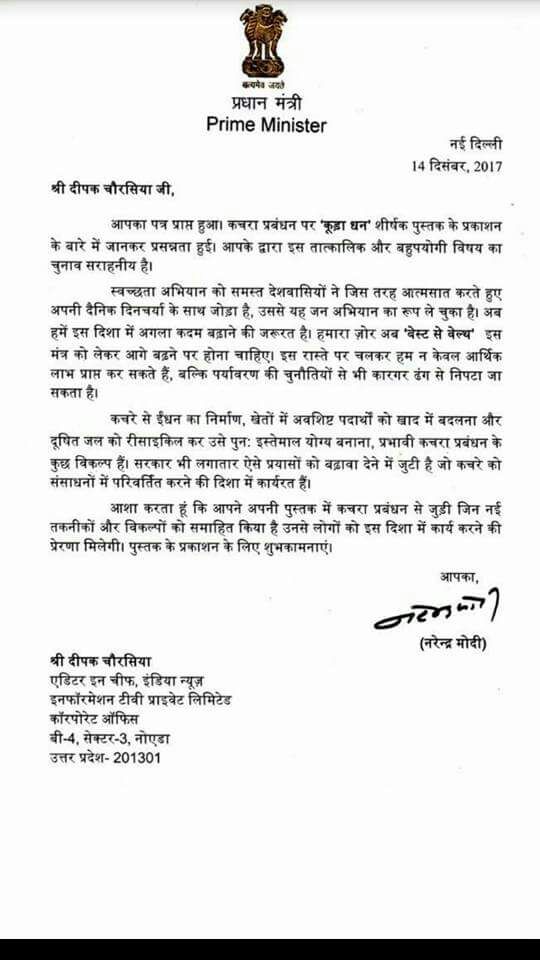 सत्यमेव जयते
प्रधान मंत्री
Prime Minister
नई दिल्ली
14 दिसंबर, 2017
श्री दीपक चौरसिया जी,
आपका पत्र प्राप्त हुआ। कचरा प्रबंधन पर 'कूड़ा धन' शीर्षक पुस्तक के प्रकाशन
के बारे में जानकर प्रसन्नता हुई। आपके द्वारा इस तात्कालिक और बहुपयोगी विषय का
चुनाव सराहनीय है।
स्वच्छता अभियान को समस्त देशवासियों ने जिस तरह आत्मसात करते हुए
अपनी दैनिक दिनचर्या के साथ जोड़ा है, उससे यह जन अभियान का रूप ले चुका है। अब
हमें इस दिशा में अगला कदम बढ़ाने की जरूरत है। हमारा ज़ोर अब 'वेस्ट से वेल्थ' इस
मंत्र को लेकर आगे बढ़ने पर होना चाहिए। इस रास्ते पर चलकर हम न केवल आर्थिक
लाभ प्राप्त कर सकते हैं, बल्कि पर्यावरण की चुनौतियों से भी कारगर ढंग से निपटा जा
सकता है।
कचरे से ईंधन का निर्माण, खेतों में अवशिष्ट पदार्थों को खाद में बदलना और
दूषित जल को रीसाइकिल कर उसे पुन: इस्तेमाल योग्य बनाना, प्रभावी कचरा प्रबंधन के
कुछ विकल्प हैं। सरकार भी लगातार ऐसे प्रयासों को बढ़ावा देने में जुटी है जो कचरे को
संसाधनों में परिवर्तित करने की दिशा में कार्यरत हैं।
आशा करता हूं कि आपने अपनी पुस्तक में कचरा प्रबंधन से जुड़ी जिन नई
तकनीकों और विकल्पों को समाहित किया है उनसे लोगों को इस दिशा में कार्य करने की
प्रेरणा मिलेगी। पुस्तक के प्रकाशन के लिए शुभकामनाएं।
आपका,
नरेन्द्र मोदी
(नरेन्द्र मोदी)
श्री दीपक चौरसिया
एडिटर इन चीफ, इंडिया न्यूज़
इनफॉरमेशन टीवी प्राइवेट लिमिटेड
कॉरपोरेट ऑफिस
बी-4, सेक्टर-3, नोएडा
उत्तर प्रदेश- 201301